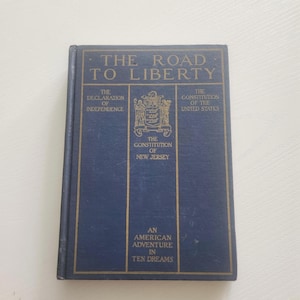 THE ROAD
TO LIBERTY
THE
DECLARATION
OF
INDEPENDENCE
THE
CONSTITUTION
OF
NEW JERSEY
THE
CONSTITUTION
OF THE
UNITED STATES
AN
AMERICAN
ADVENTURE
IN
TEN DREAMS